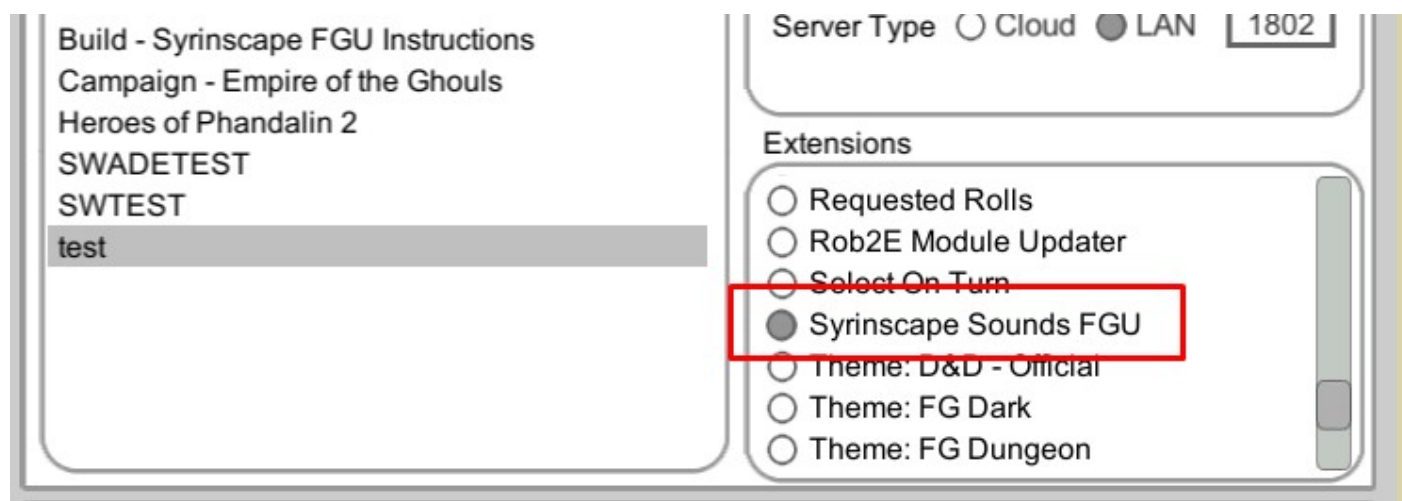 Build - Syrinscape FGU Instructions
Campaign - Empire of the Ghouls
Heroes of Phandalin 2
SWADETEST
SWTEST
test
Server Type Cloud LAN 1802
Extensions
Requested Rolls
Rob2E Module Updater
Select On Turn
Syrinscape Sounds FGU
Theme: D&D - Official
Theme: FG Dark
Theme: FG Dungeon